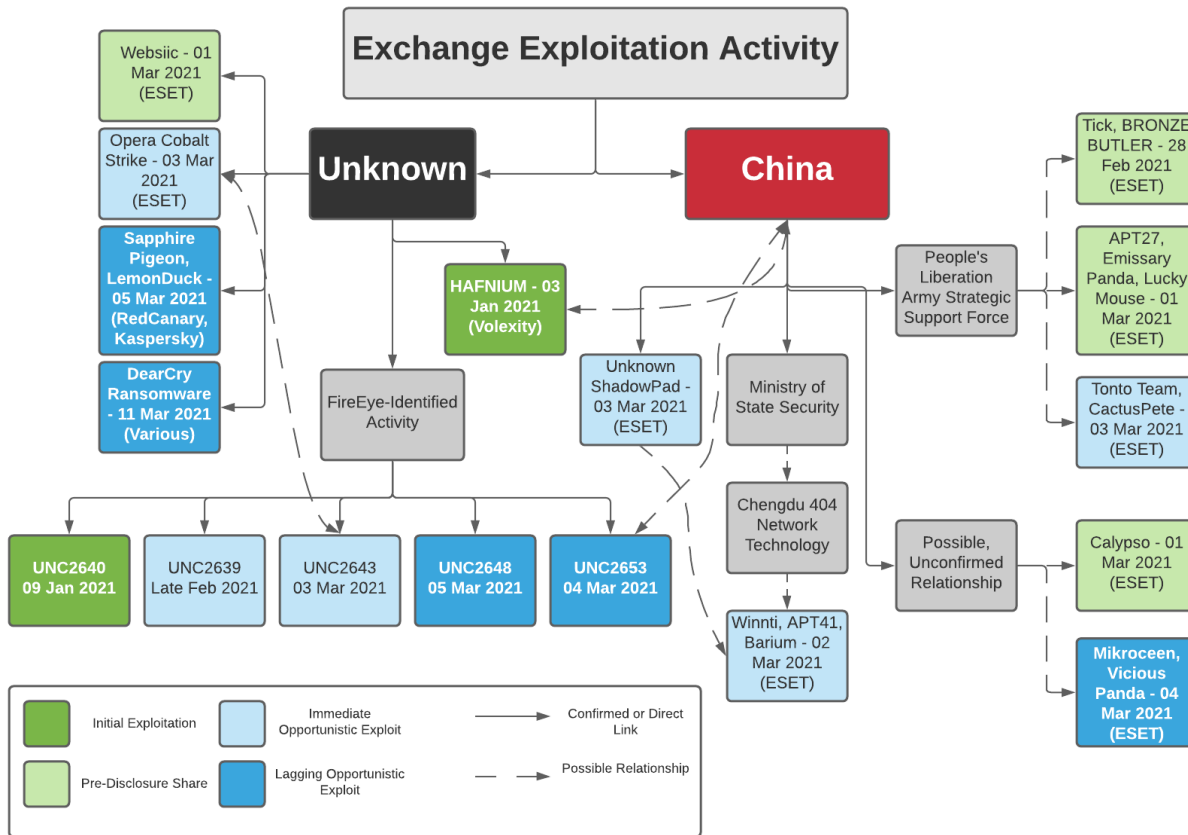 Exchange Exploitation Activity
Websiic - 01
Mar 2021
(ESET)
Opera Cobalt
Strike - 03 Mar
2021
(ESET)
Sapphire
Pigeon,
LemonDuck -
05 Mar 2021
(RedCanary,
Kaspersky)
DearCry
Ransomware
- 11 Mar 2021
(Various)
Unknown
China
HAFNIUM - 03
Jan 2021
(Volexity)
FireEye-Identified
Activity
Unknown
ShadowPad -
03 Mar 2021
(ESET)
Ministry of
State Security
Chengdu 404
Network
Technology
Winnti, APT41,
Barium - 02
Mar 2021
(ESET)
People's
Liberation
Army Strategic
Support Force
Tick, BRONZE
BUTLER - 28
Feb 2021
(ESET)
APT27,
Emissary
Panda, Lucky
Mouse - 01
Mar 2021
(ESET)
Tonto Team,
CactusPete -
03 Mar 2021
(ESET)
Possible,
Unconfirmed
Relationship
Calypso - 01
Mar 2021
(ESET)
Mikroceen,
Vicious
Panda - 04
Mar 2021
(ESET)
UNC2640
09 Jan 2021
UNC2639
Late Feb 2021
UNC2643
03 Mar 2021
UNC2648
05 Mar 2021
UNC2653
04 Mar 2021
Initial Exploitation
Immediate
Opportunistic Exploit
Confirmed or Direct
Link
Pre-Disclosure Share
Lagging Opportunistic
Exploit
Possible Relationship